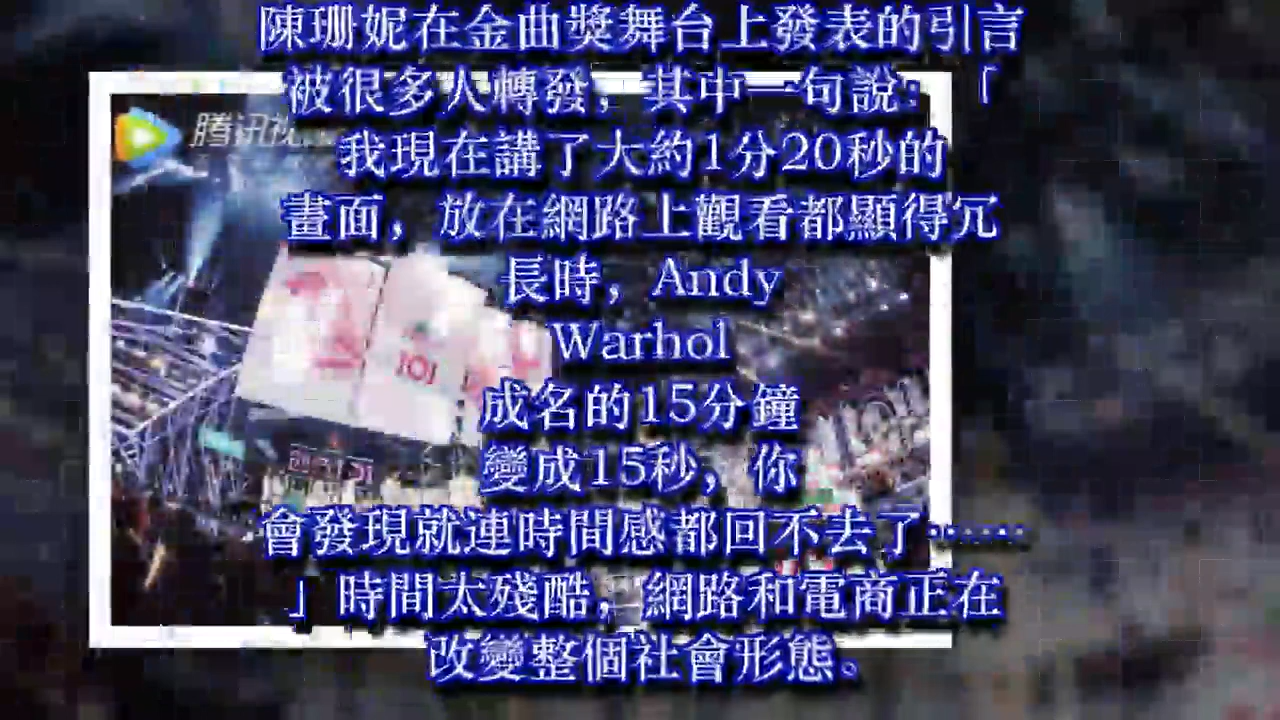 陳珊妮在金曲獎舞台上發表的引言
被很多人轉發，其中一句說：「
腾讯视
我現在講了大約1分20秒的
畫面，放在網路上觀看都顯得冗
長時，Andy
Warhol
成名的15分鐘
變成15秒，你
會發現就連時間感都回不去了⋯⋯
」時間太殘酷，網路和電商正在
改變整個社會形態。